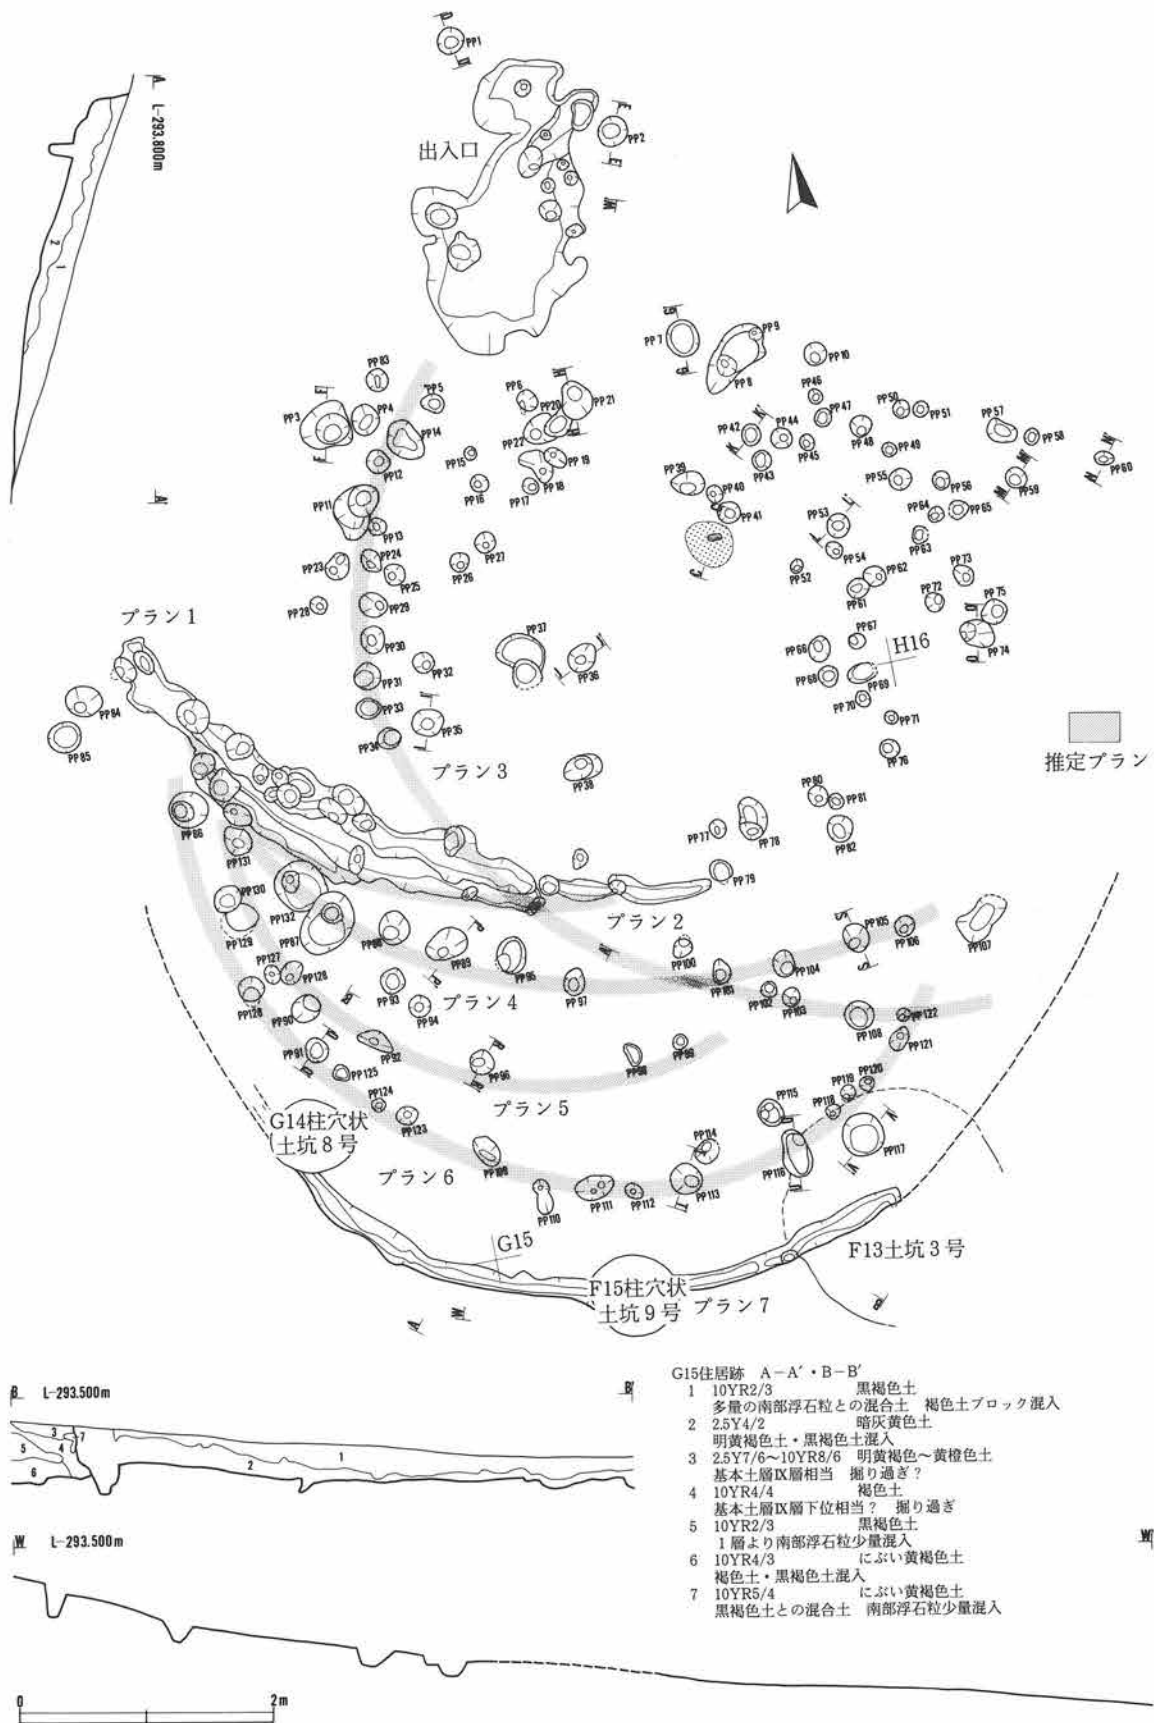 PP1
A
L-293.800m
出入口
PP2
2
1
PP7
PP9
PP8
PP10
PP83
PP3
PP4
PP5
PP6
PP20
PP21
PP22
PP14
PP12
PP15
PP16
PP17
PP18
PP19
PP46
PP47
PP42
PP44
PP45
PP43
PP48
PP50
PP51
PP49
PP57
PP58
PP39
PP40
PP41
PP55
PP56
PP59
PP60
A'
PP11
PP13
PP23
PP24
PP25
PP26
PP27
PP28
PP29
PP53
PP54
PP52
PP64
PP65
PP63
PP62
PP61
PP73
PP72
PP75
PP74
プラン1
PP30
PP31
PP32
PP33
PP34
PP35
PP37
PP36
PP66
PP67
H16
PP68
PP69
PP70
PP71
PP76
PP84
PP85
プラン3
PP38
推定プラン
PP86
PP131
PP80
PP81
PP82
PP77
PP78
PP79
PP130
PP129
PP132
PP87
プラン2
PP88
PP89
PP95
PP100
PP105
PP106
PP107
PP127
PP128
PP93
PP94
プラン4
PP97
PP101
PP104
PP102
PP103
PP90
PP91
PP92
PP125
PP96
PP98
PP99
PP108
PP122
PP121
プラン5
PP124
PP123
G14柱穴状
土坑8号
プラン6
PP109
PP110
PP111
PP112
PP113
PP114
PP115
PP116
PP118
PP119
PP120
PP117
G15
F15柱穴状
土坑9号
プラン7
F13土坑3号
A
W
B
B L-293.500m B'
3 7
5 4
6
2
1
W L-293.500m W'
0 2m
G15住居跡 A-A′・B-B′
1 10YR2/3 黒褐色土
多量の南部浮石粒との混合土 褐色土ブロック混入
2 2.5Y4/2 暗灰黄色土
明黄褐色土・黒褐色土混入
3 2.5Y7/6~10YR8/6 明黄褐色~黄橙色土
基本土層Ⅸ層相当 掘り過ぎ?
4 10YR4/4 褐色土
基本土層Ⅸ層下位相当? 掘り過ぎ
5 10YR2/3 黒褐色土
1層より南部浮石粒少量混入
6 10YR4/3 にぶい黄褐色土
褐色土・黒褐色土混入
7 10YR5/4 にぶい黄褐色土
黒褐色土との混合土 南部浮石粒少量混入